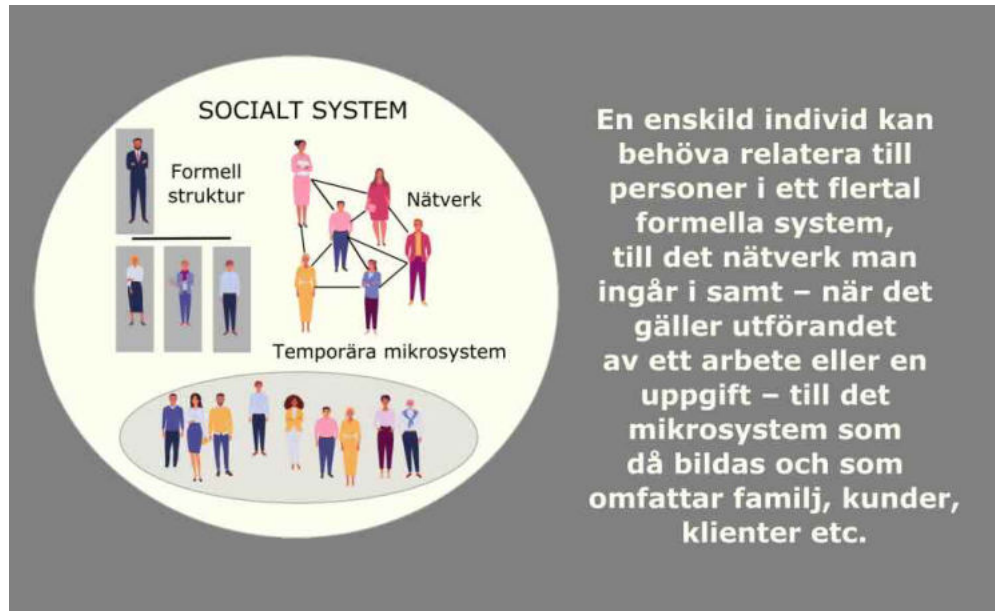 SOCIALT SYSTEM
Formell
struktur
Nätverk
Temporära mikrosystem
En enskild individ kan
behöva relatera till
personer i ett flertal
formella system,
till det nätverk man
ingår i samt – när det
gäller utförandet
av ett arbete eller en
uppgift – till det
mikrosystem som
då bildas och som
omfattar familj, kunder,
klienter etc.